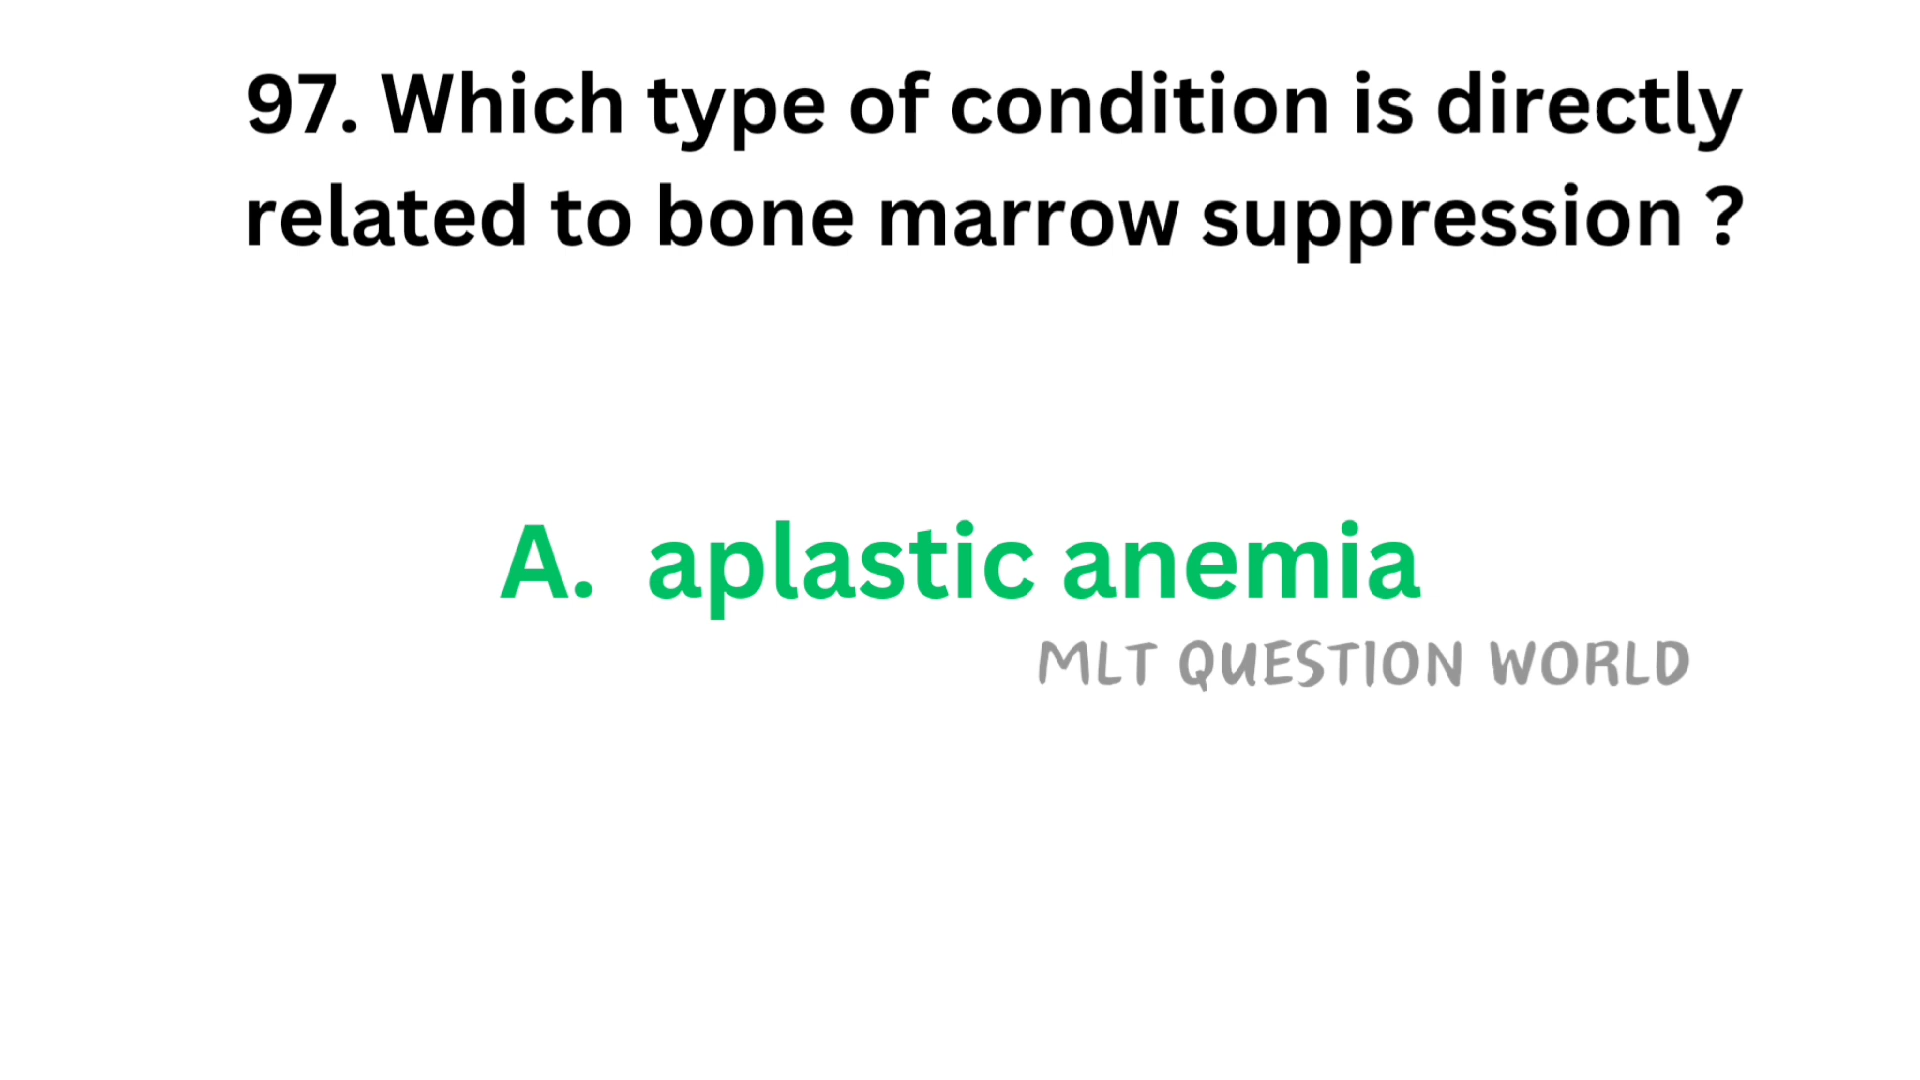 97. Which type of condition is directly
related to bone marrow suppression ?
A. aplastic anemia
MLT QUESTION WORLD